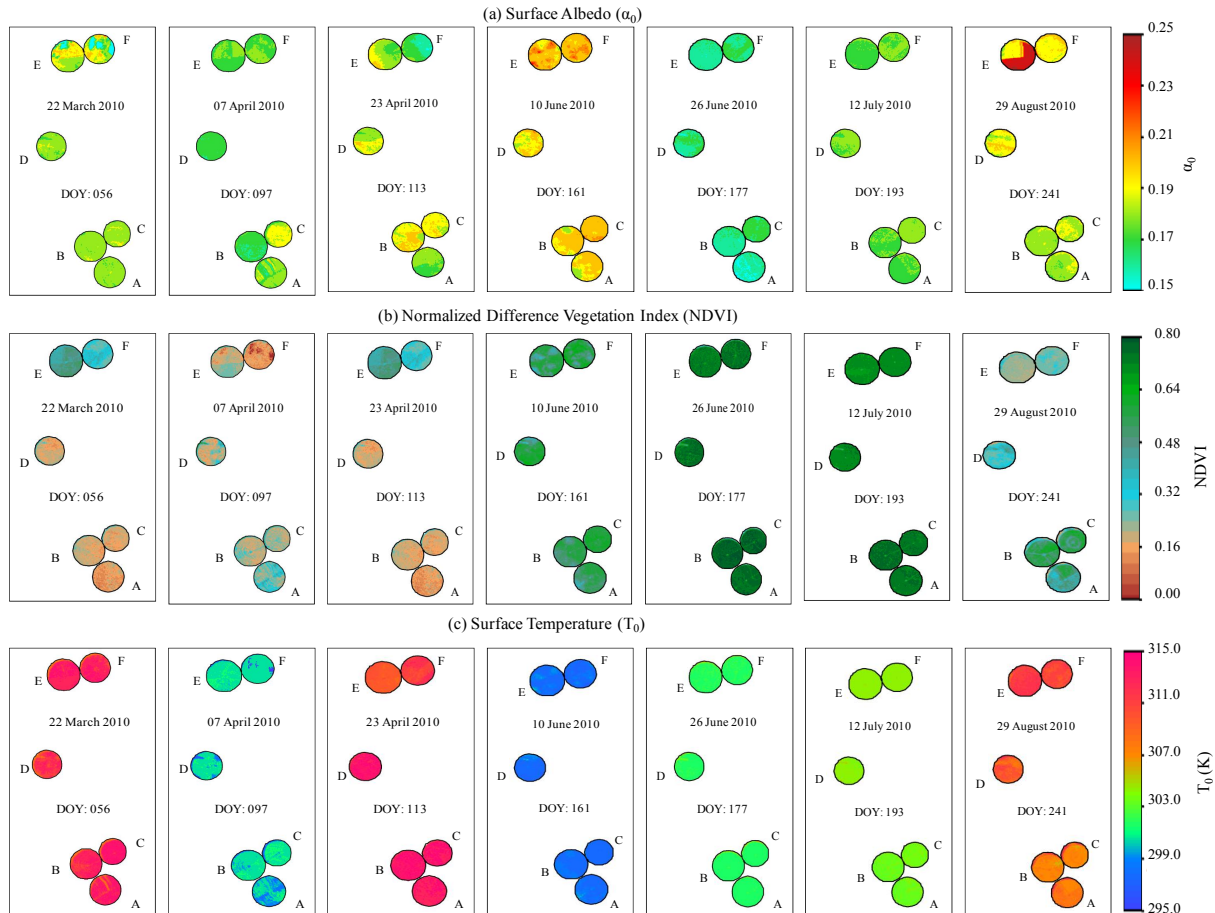 (a) Surface Albedo (α₀)
E F E F E F E F E F E F E F
22 March 2010 07 April 2010 23 April 2010 10 June 2010 26 June 2010 12 July 2010 29 August 2010
D D D D D D D
DOY: 056 DOY: 097 DOY: 113 DOY: 161 DOY: 177 DOY: 193 DOY: 241
B C A B C A B C A B C A B C A B C A B C A
0.25
0.23
0.21
0.19
0.17
0.15
α₀
(b) Normalized Difference Vegetation Index (NDVI)
E F E F E F E F E F E F E F
22 March 2010 07 April 2010 23 April 2010 10 June 2010 26 June 2010 12 July 2010 29 August 2010
D D D D D D D
DOY: 056 DOY: 097 DOY: 113 DOY: 161 DOY: 177 DOY: 193 DOY: 241
B C A B C A B C A B C A B C A B C A B C A
0.80
0.64
0.48
0.32
0.16
0.00
NDVI
(c) Surface Temperature (T₀)
E F E F E F E F E F E F E F
22 March 2010 07 April 2010 23 April 2010 10 June 2010 26 June 2010 12 July 2010 29 August 2010
D D D D D D D
DOY: 056 DOY: 097 DOY: 113 DOY: 161 DOY: 177 DOY: 193 DOY: 241
B C A B C A B C A B C A B C A B C A B C A
315.0
311.0
307.0
303.0
299.0
295.0
T₀ (K)